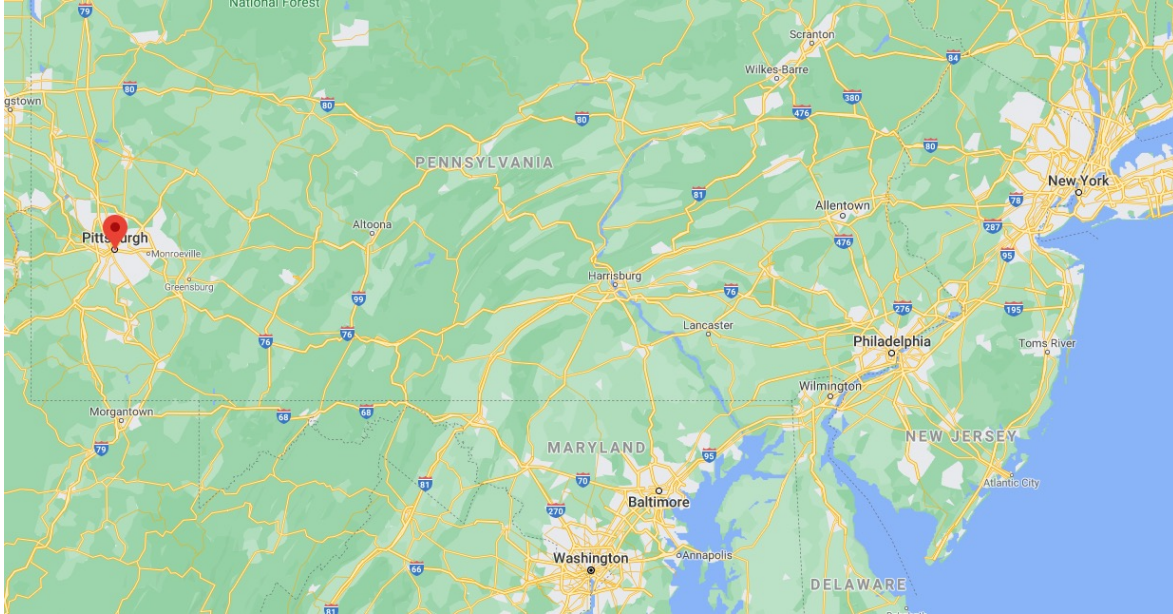 National Forest
79
Scranton
84
Wilkes-Barre
80
380
gstown
80
476
80
80
PENNSYLVANIA
New York
81
78
Allentown
Altoona
Pittsburgh
476
287
Monroeville
95
Harrisburg
Greensburg
76
99
276
195
76
76
Lancaster
Philadelphia
Toms River
Wilmington
Morgantown
68
68
NEW JERSEY
MARYLAND
79
95
70
81
Atlantic City
Baltimore
270
Washington
Annapolis
66
DELAWARE
81